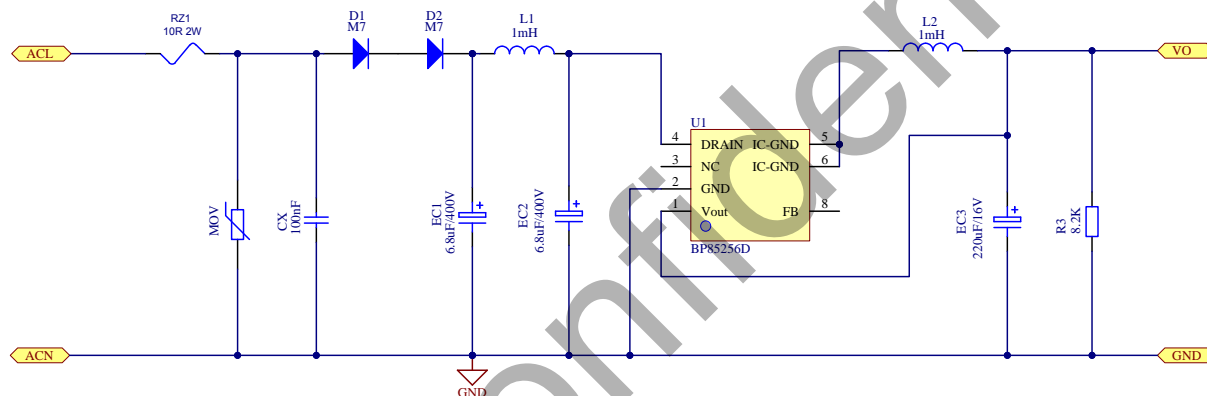 RZ1
10R 2W
D1
M7
D2
M7
L1
1mH
L2
1mH
ACL
VO
U1
4
DRAIN
IC-GND
5
3
NC
IC-GND
6
2
GND
1
Vout
FB
8
BP85256D
MOV
CX
100nF
EC1
6.8uF/400V
EC2
6.8uF/400V
EC3
220uF/16V
R3
8.2K
ACN
GND
GND
onfiden